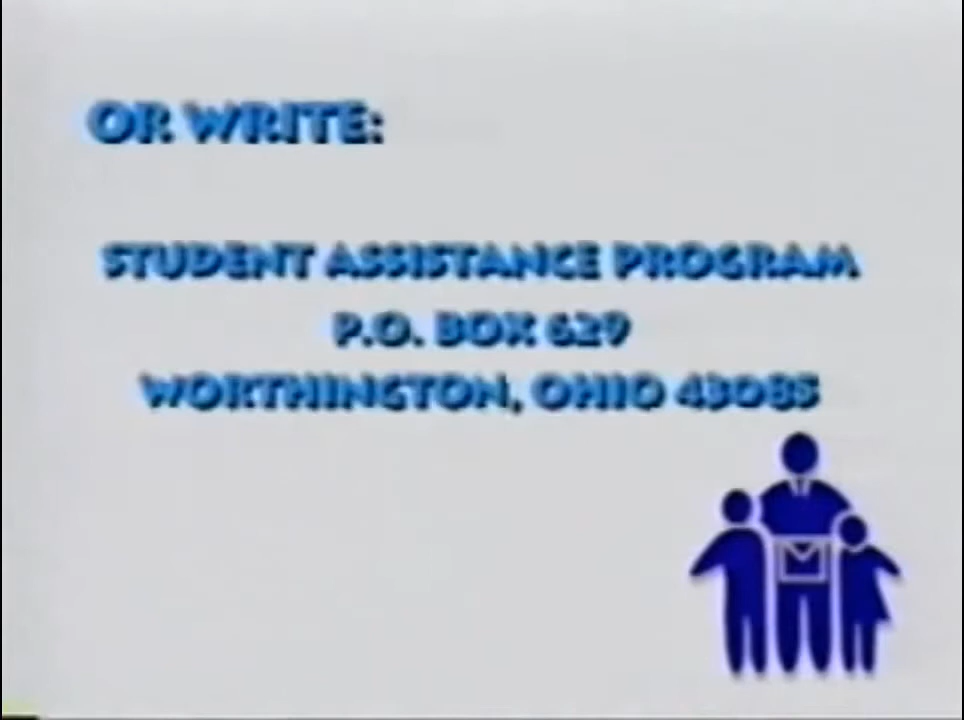 OR WRITE:
STUDENT ASSISTANCE PROGRAM
P.O. BOX 629
WORTHINGTON, OHIO 43085